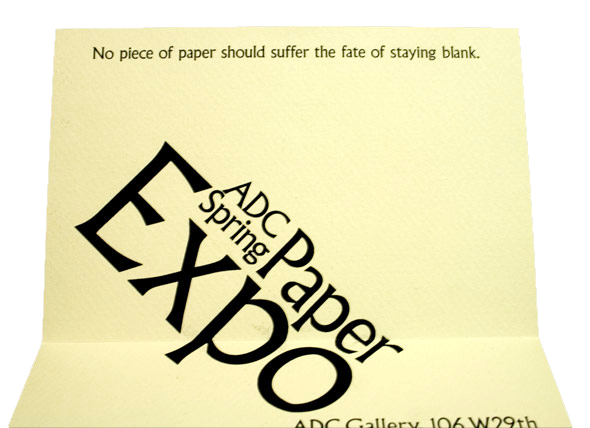 No piece of paper should suffer the fate of staying blank.
ADC
Spring
Paper
Expo
ADC Gallery, 106 W29th